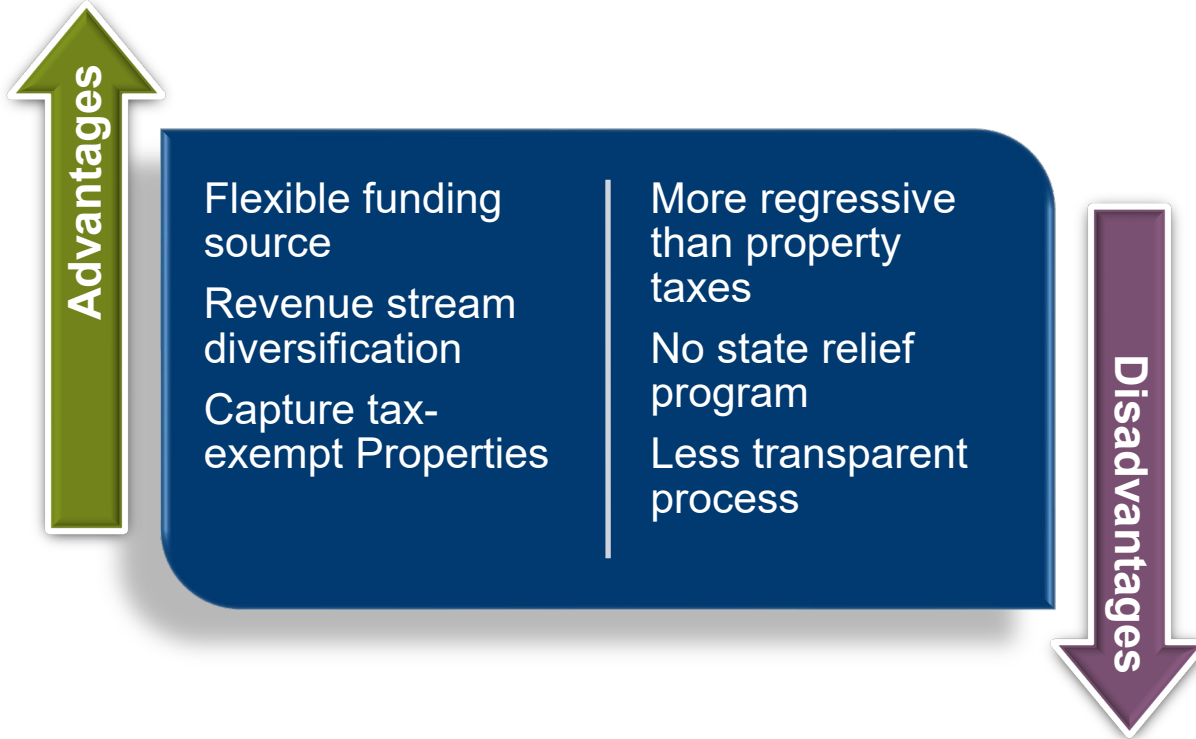 Advantages
Flexible funding
source
Revenue stream
diversification
Capture tax-
exempt Properties
More regressive
than property
taxes
No state relief
program
Less transparent
process
Disadvantages